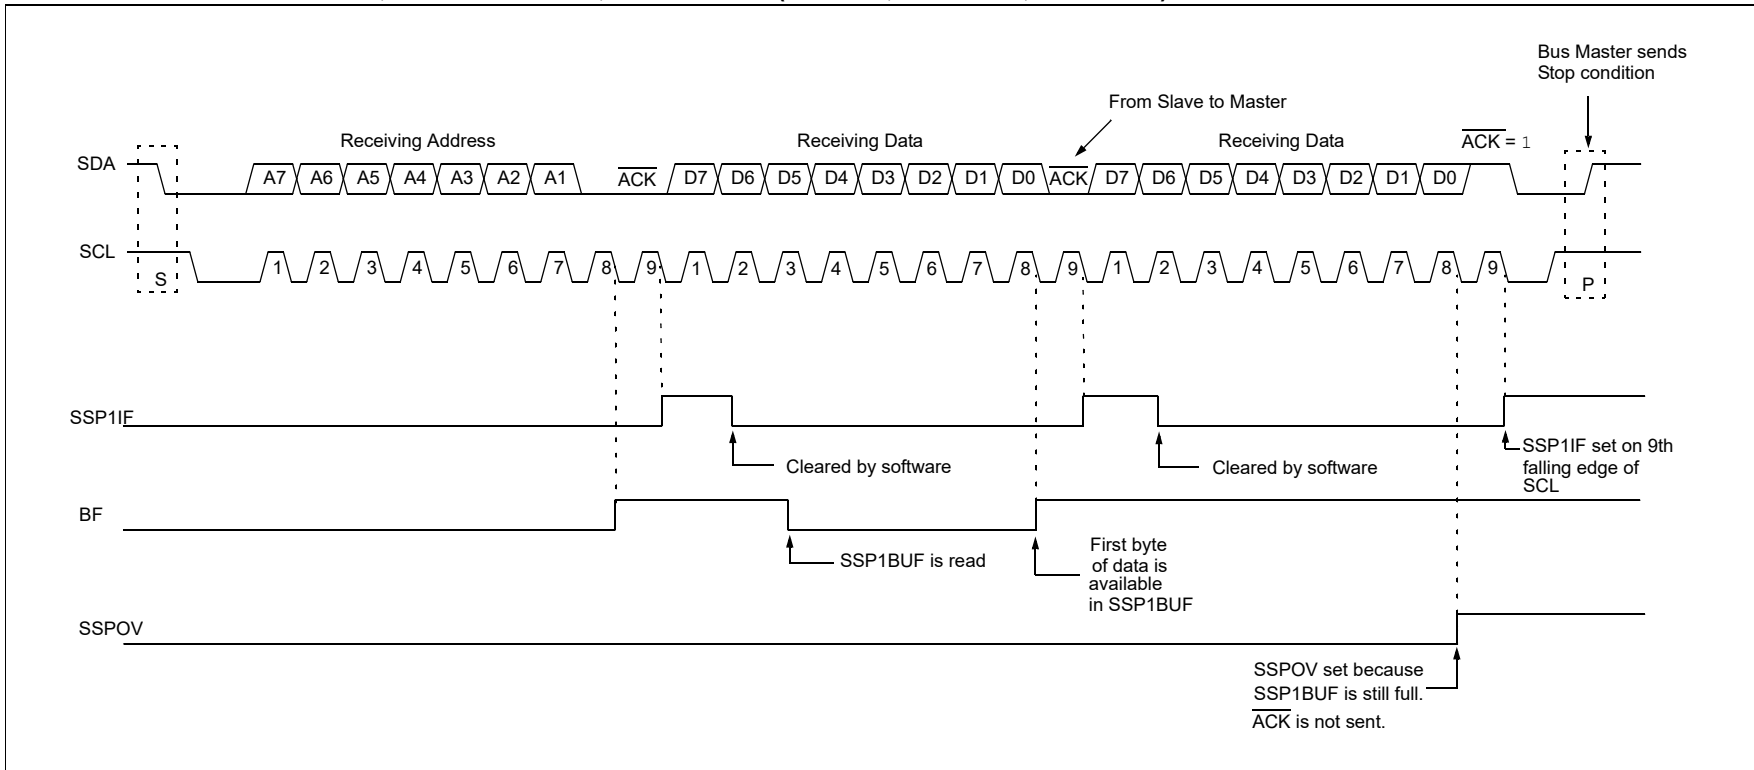 Bus Master sends
Stop condition
From Slave to Master
Receiving Address
Receiving Data
Receiving Data
ACK = 1
SDA
A7 A6 A5 A4 A3 A2 A1 ACK D7 D6 D5 D4 D3 D2 D1 D0 ACK D7 D6 D5 D4 D3 D2 D1 D0
SCL
S 1 2 3 4 5 6 7 8 9 1 2 3 4 5 6 7 8 9 1 2 3 4 5 6 7 8 9 P
SSP1IF
Cleared by software
Cleared by software
SSP1IF set on 9th
falling edge of
SCL
BF
SSP1BUF is read
First byte
of data is
available
in SSP1BUF
SSPOV
SSPOV set because
SSP1BUF is still full.
ACK is not sent.